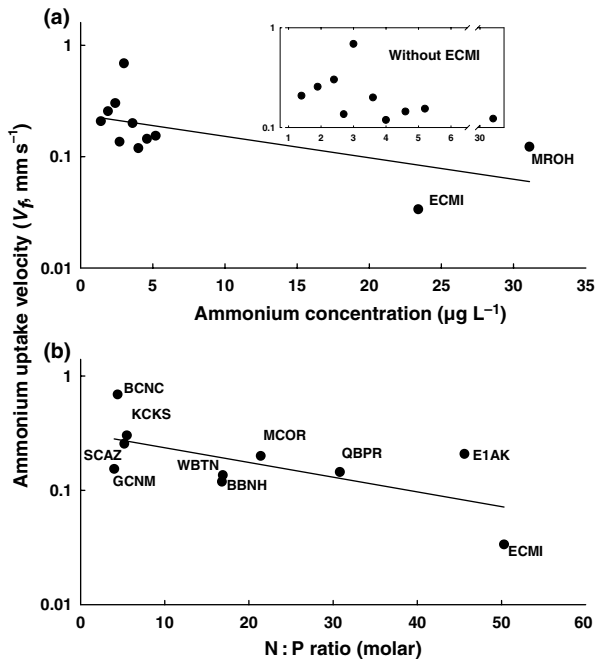 (a)
1
0.1
0.01
Without ECMI
1
0.1
1 2 3 4 5 6 30
MROH
ECMI
0 5 10 15 20 25 30 35
Ammonium concentration (µg L⁻¹)
Ammonium uptake velocity (Vf, mm s⁻¹)
(b)
1
0.1
0.01
BCNC
KCKS
SCAZ
GCNM
WBTN
BBNH
MCOR
QBPR
E1AK
ECMI
0 10 20 30 40 50 60
N : P ratio (molar)